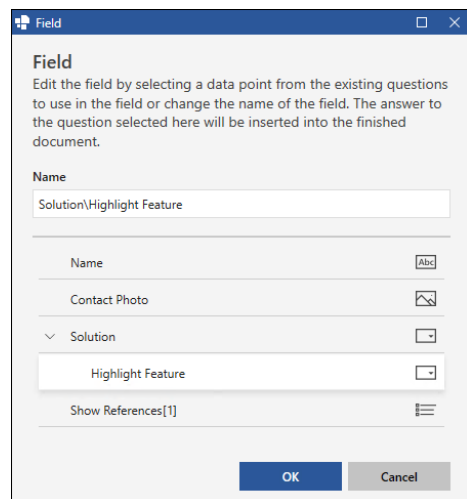 Field
Field
Edit the field by selecting a data point from the existing questions
to use in the field or change the name of the field. The answer to
the question selected here will be inserted into the finished
document.
Name
Solution\Highlight Feature
Name
Abc
Contact Photo
Solution
Highlight Feature
Show References[1]
OK
Cancel